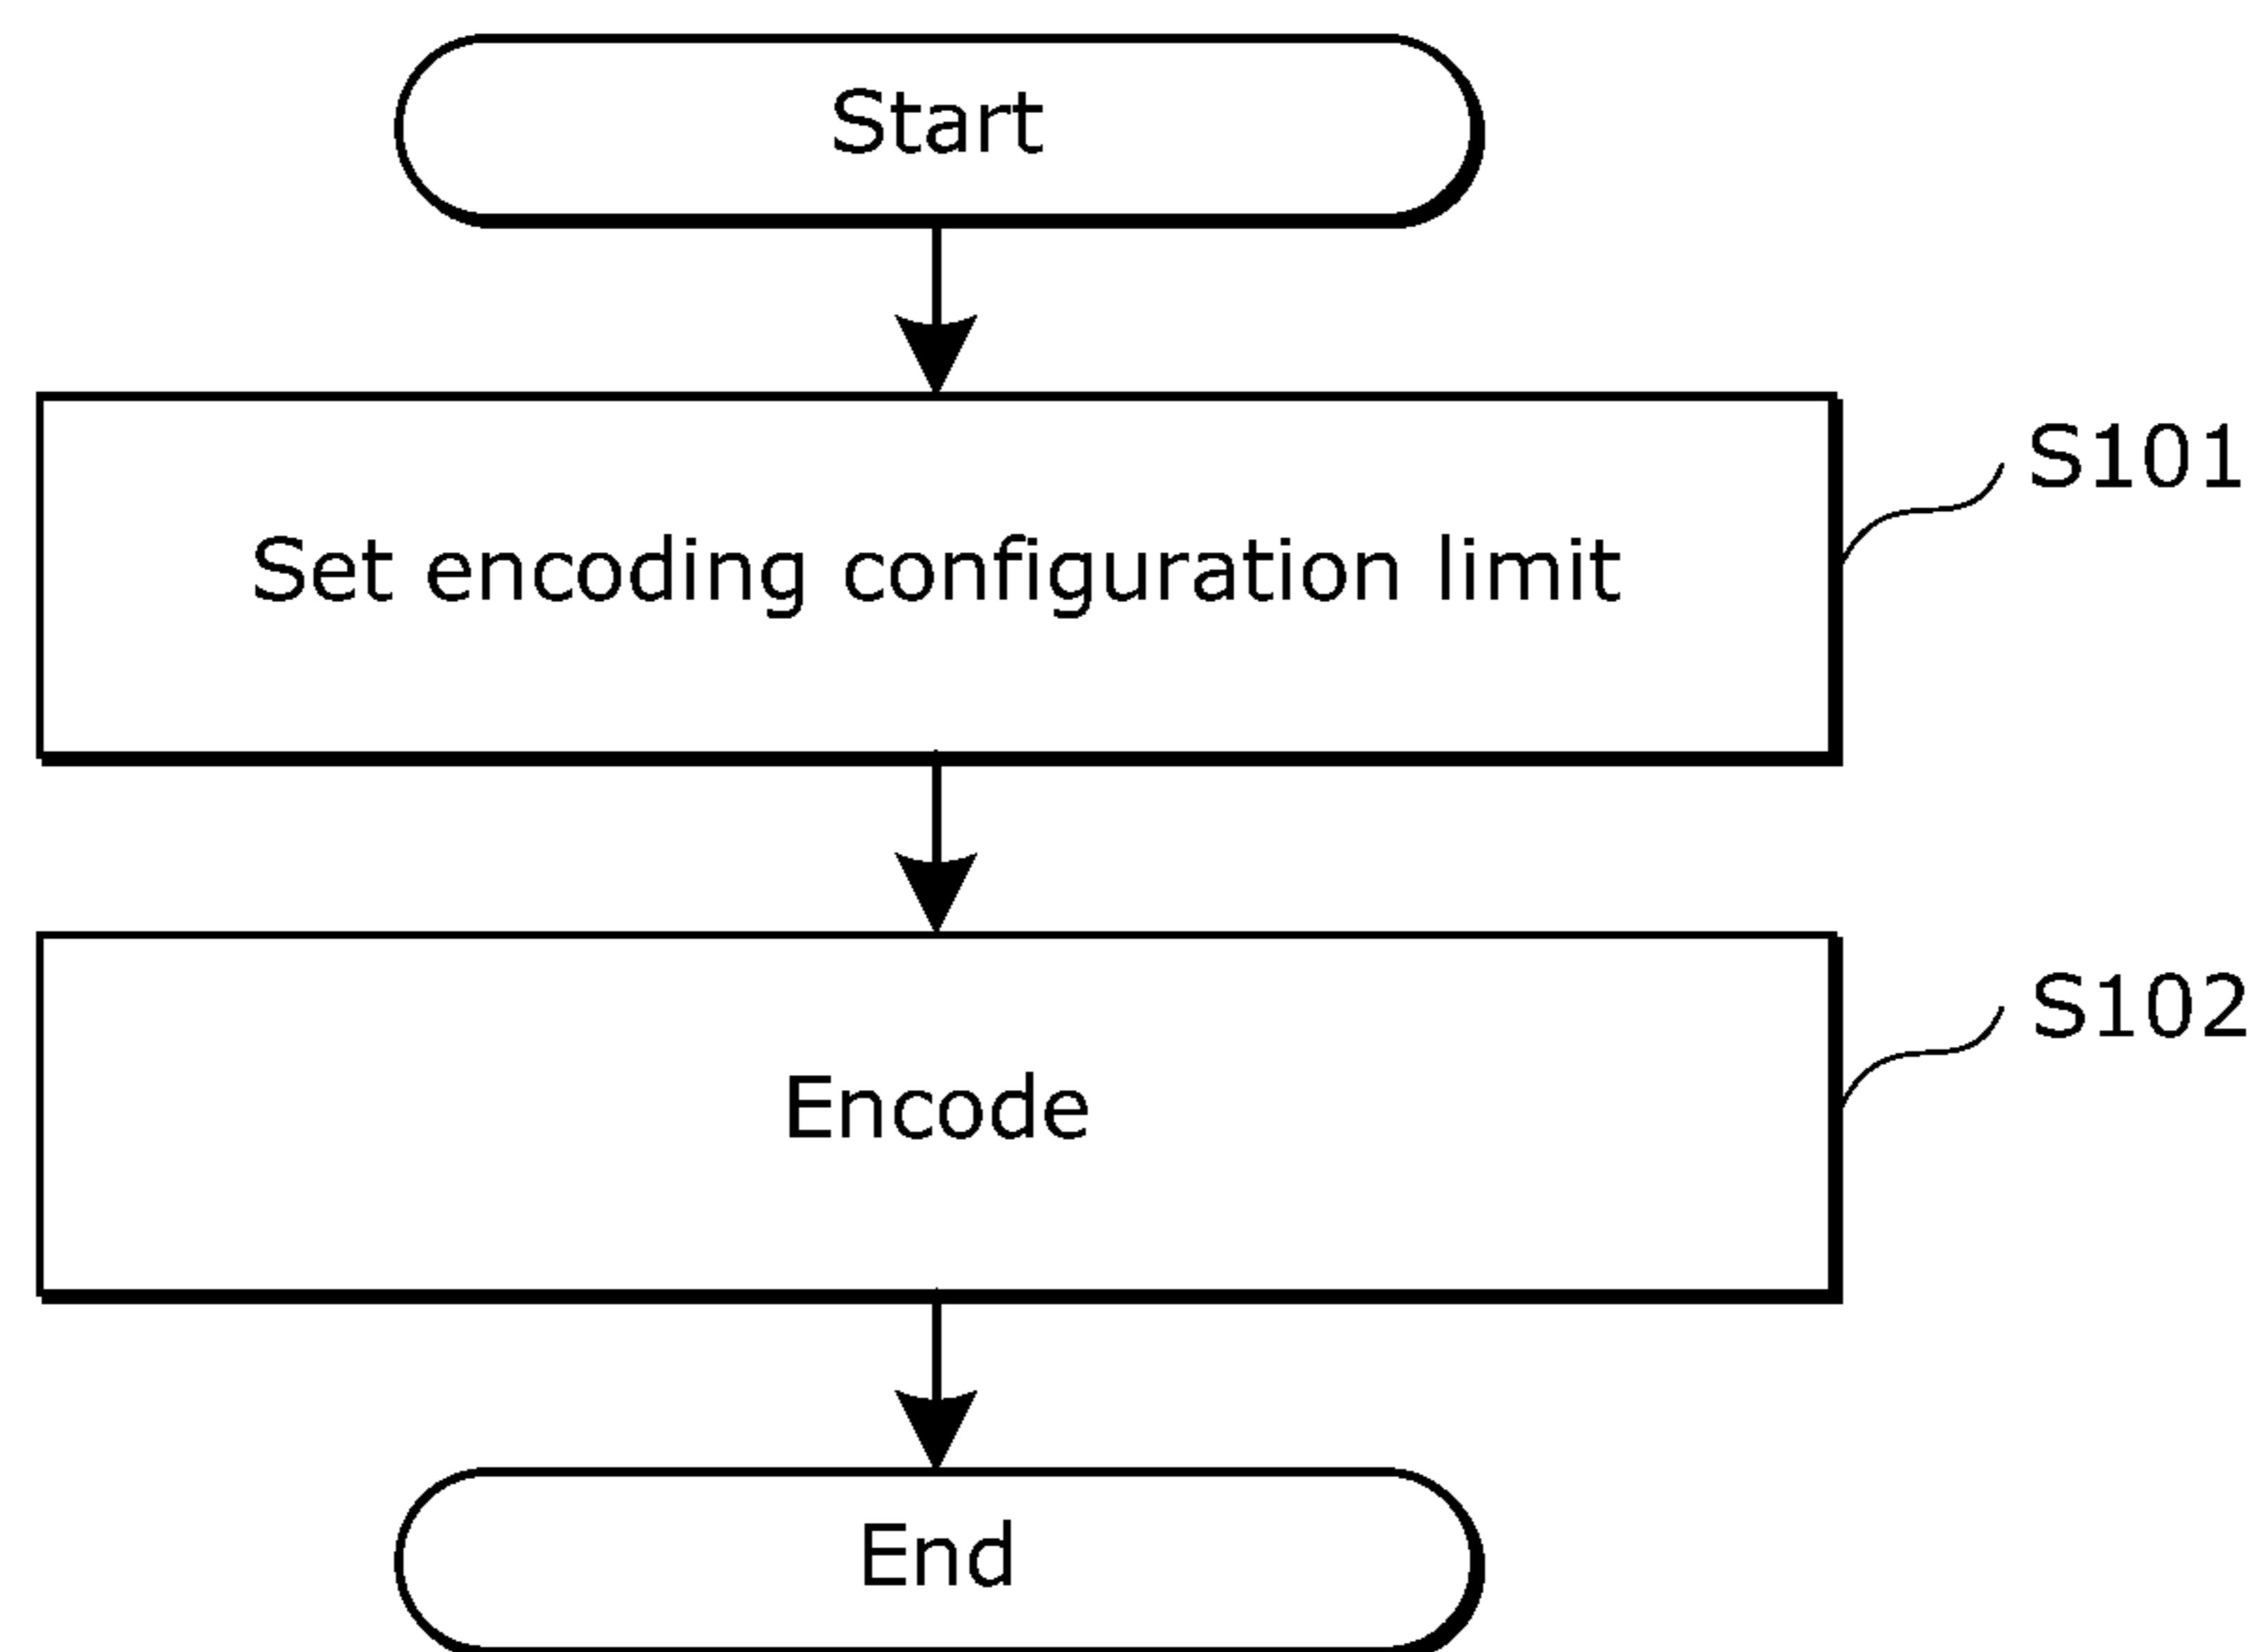 Start
S101
Set encoding configuration limit
S102
Encode
End